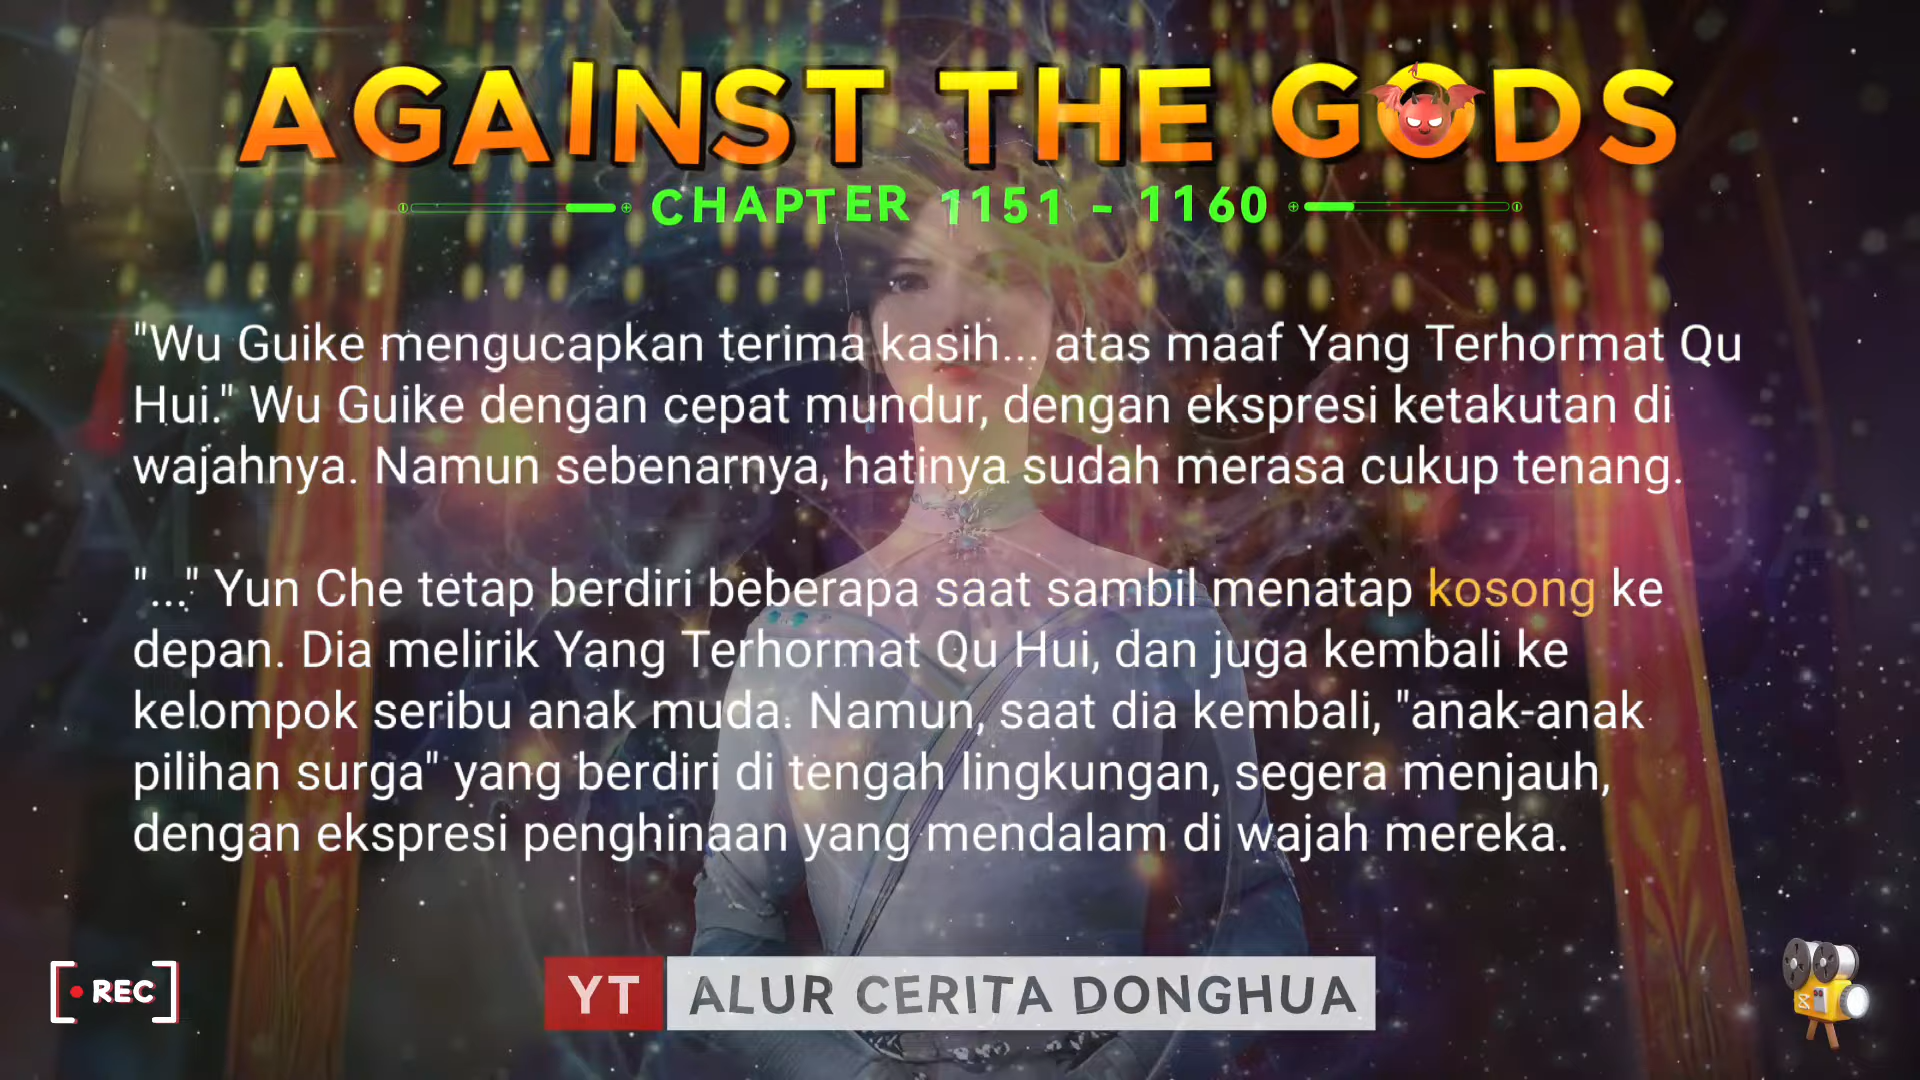 AGAINST THE GODS
CHAPTER 1151 - 1160
"Wu Guike mengucapkan terima kasih... atas maaf Yang Terhormat Qu
Hui." Wu Guike dengan cepat mundur, dengan ekspresi ketakutan di
wajahnya. Namun sebenarnya, hatinya sudah merasa cukup tenang.
"..." Yun Che tetap berdiri beberapa saat sambil menatap kosong ke
depan. Dia melirik Yang Terhormat Qu Hui, dan juga kembali ke
kelompok seribu anak muda. Namun, saat dia kembali, "anak-anak
pilihan surga" yang berdiri di tengah lingkungan, segera menjauh,
dengan ekspresi penghinaan yang mendalam di wajah mereka.
REC
YT ALUR CERITA DONGHUA